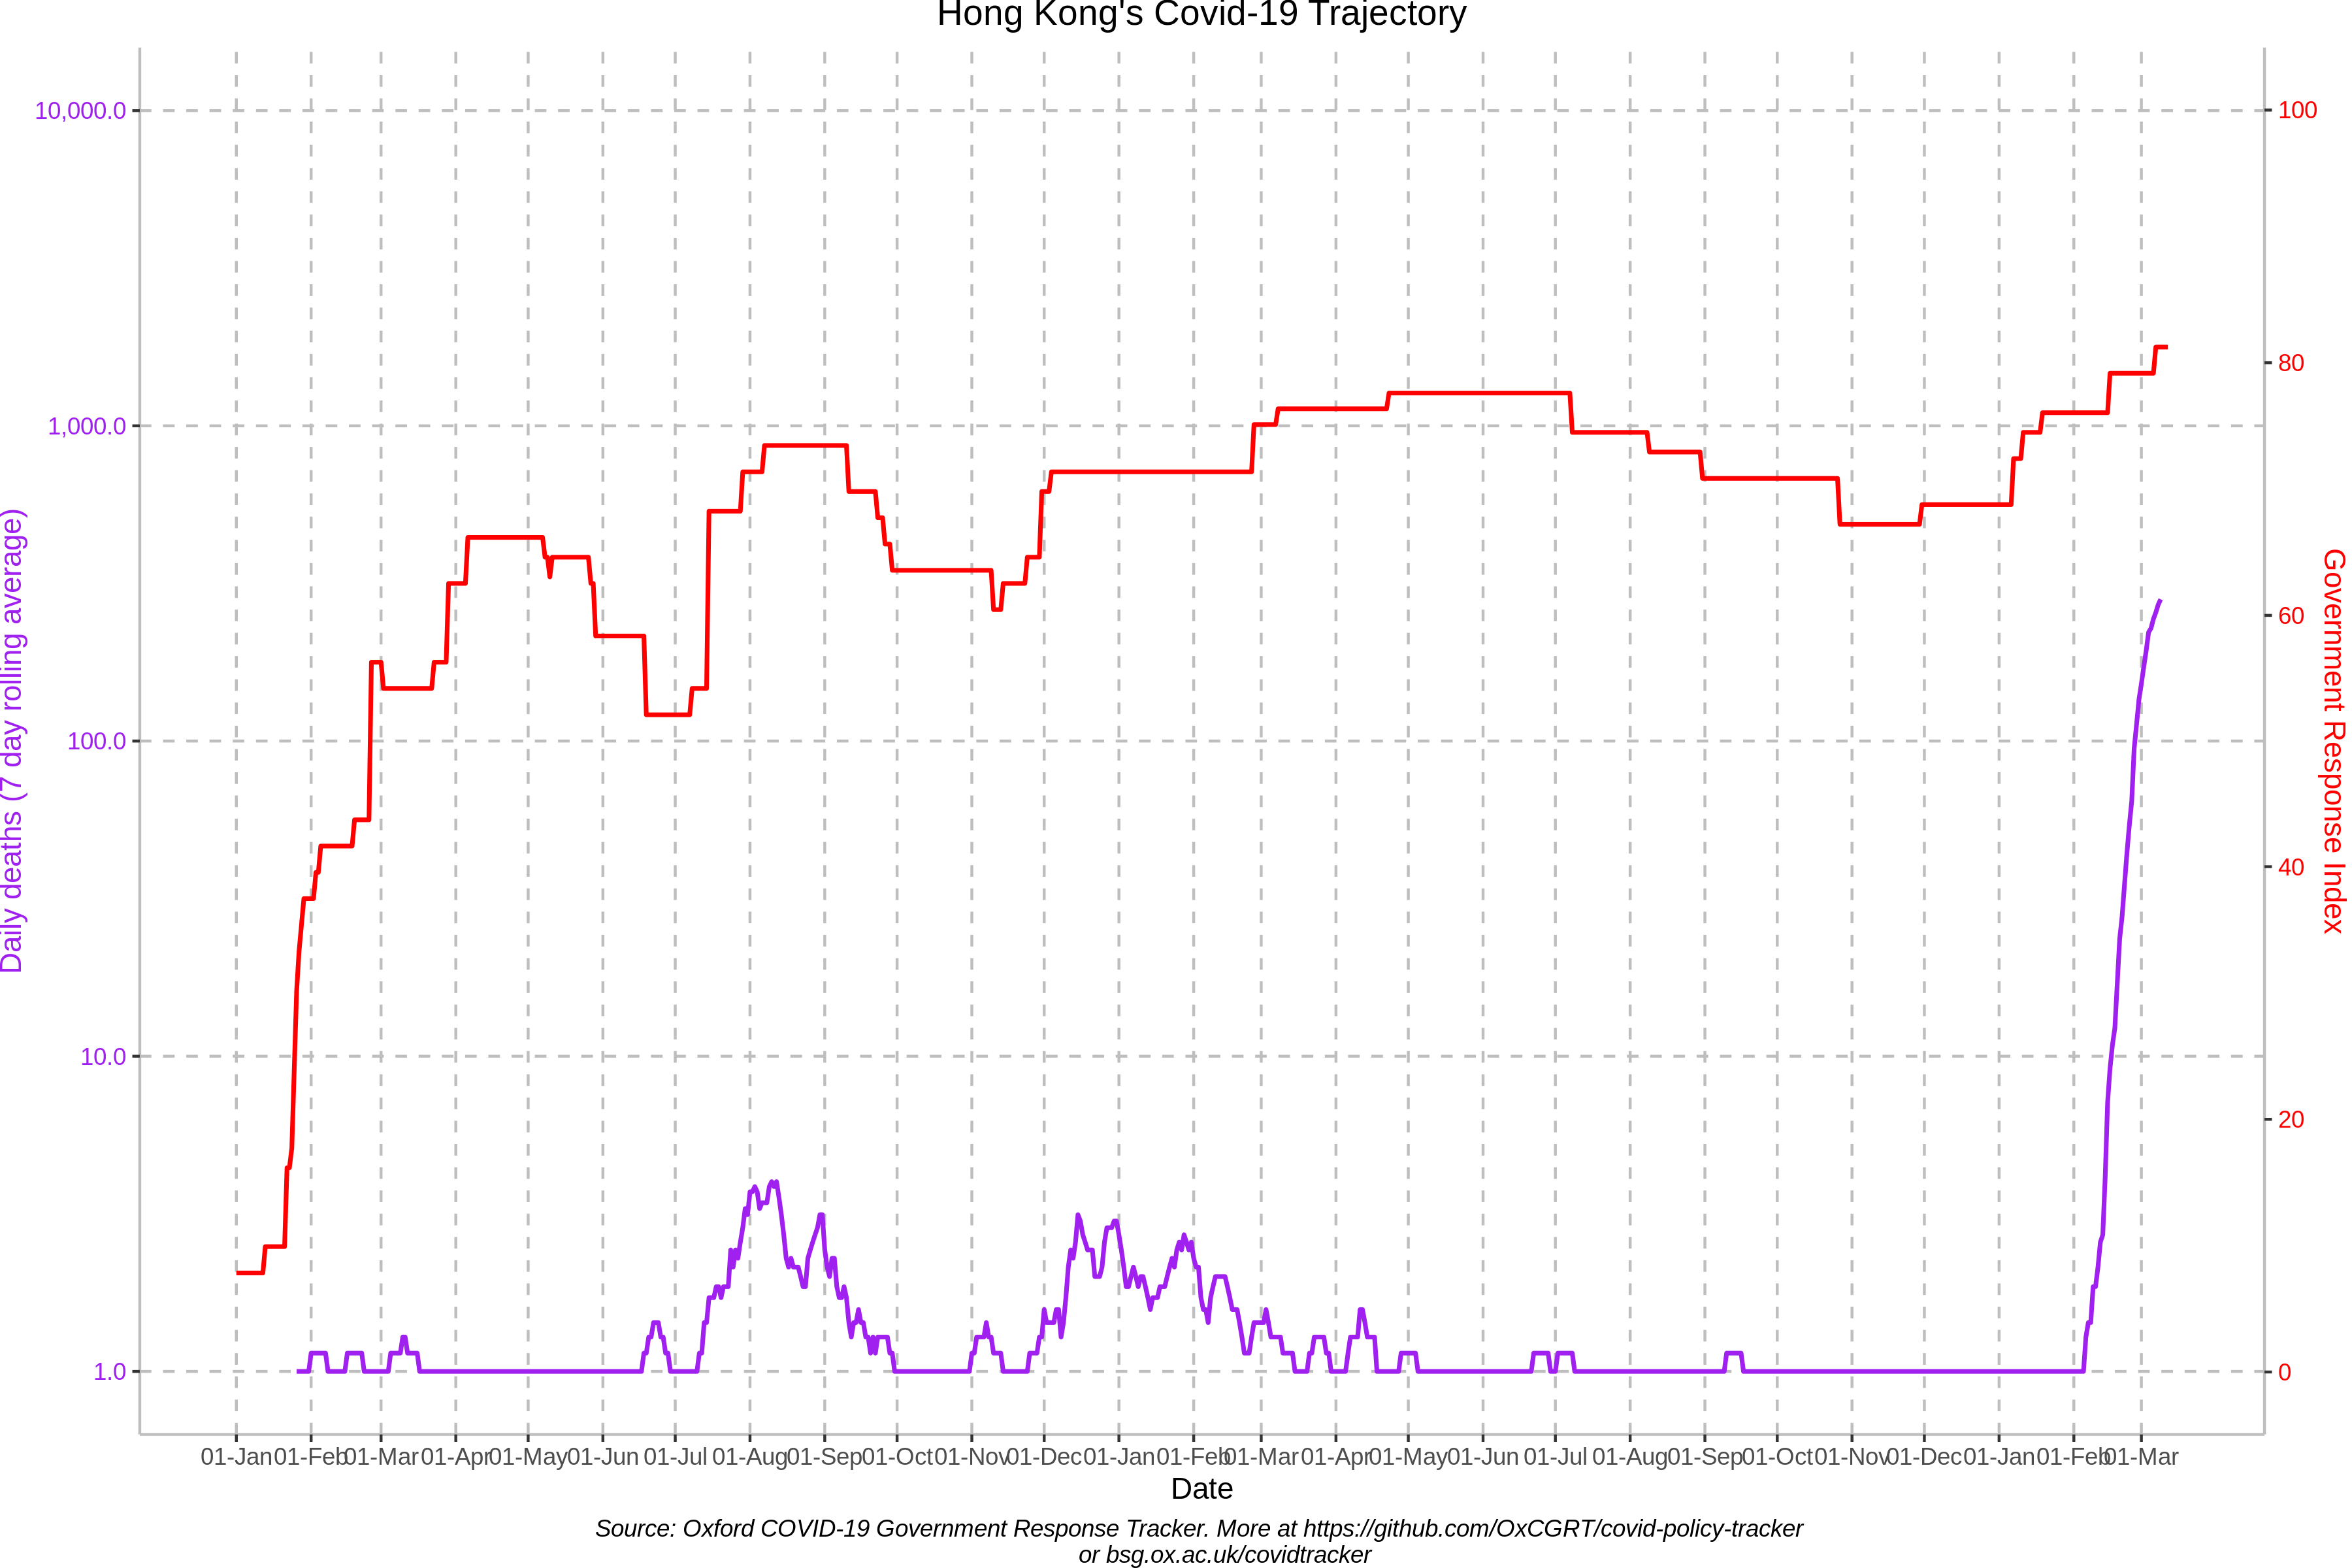 Hong Kong's Covid-19 Trajectory
10,000.0
1,000.0
100.0
10.0
1.0
Daily deaths (7 day rolling average)
100
80
60
40
20
0
Government Response Index
01-Jan 01-Feb 01-Mar 01-Apr 01-May 01-Jun 01-Jul 01-Aug 01-Sep 01-Oct 01-Nov 01-Dec 01-Jan 01-Feb 01-Mar 01-Apr 01-May 01-Jun 01-Jul 01-Aug 01-Sep 01-Oct 01-Nov 01-Dec 01-Jan 01-Feb 01-Mar
Date
Source: Oxford COVID-19 Government Response Tracker. More at https://github.com/OxCGRT/covid-policy-tracker
or bsg.ox.ac.uk/covidtracker